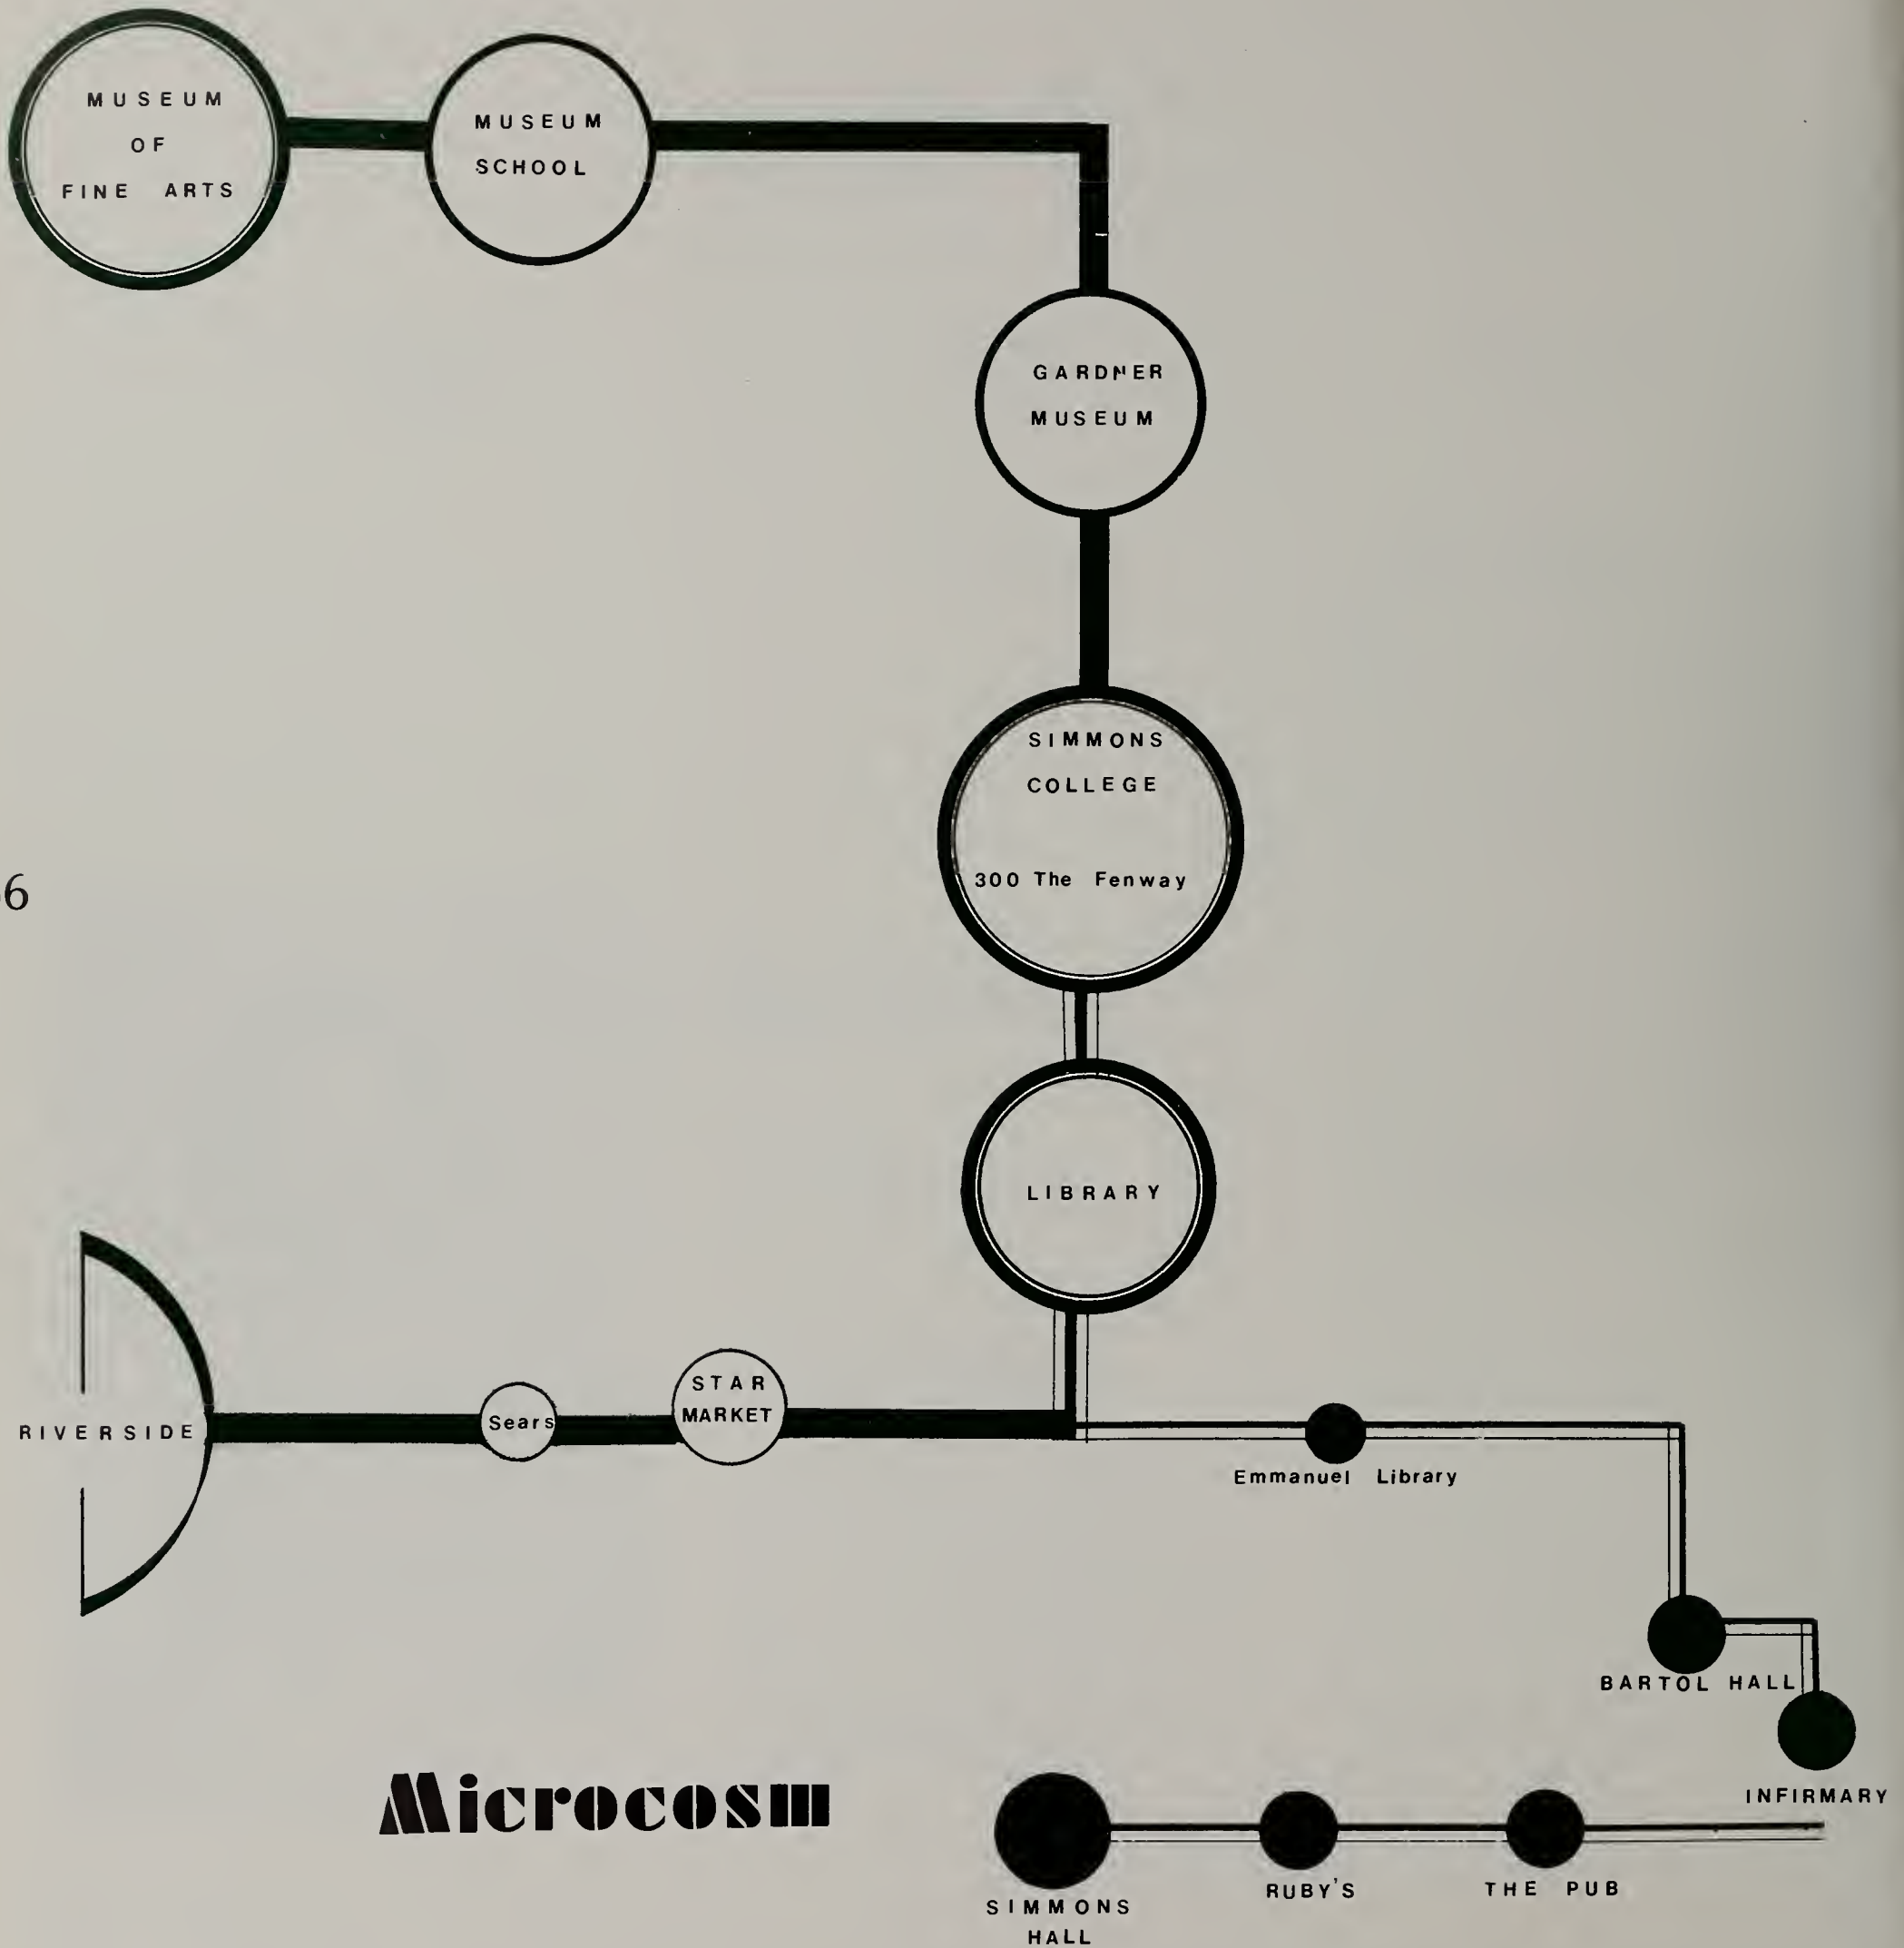 MUSEUM
OF
FINE ARTS
MUSEUM
SCHOOL
GARDNER
MUSEUM
SIMMONS
COLLEGE
300 The Fenway
6
LIBRARY
RIVERSIDE
Sears
STAR
MARKET
Emmanuel Library
BARTOL HALL
INFIRMARY
Microcosm
SIMMONS
HALL
RUBY'S
THE PUB